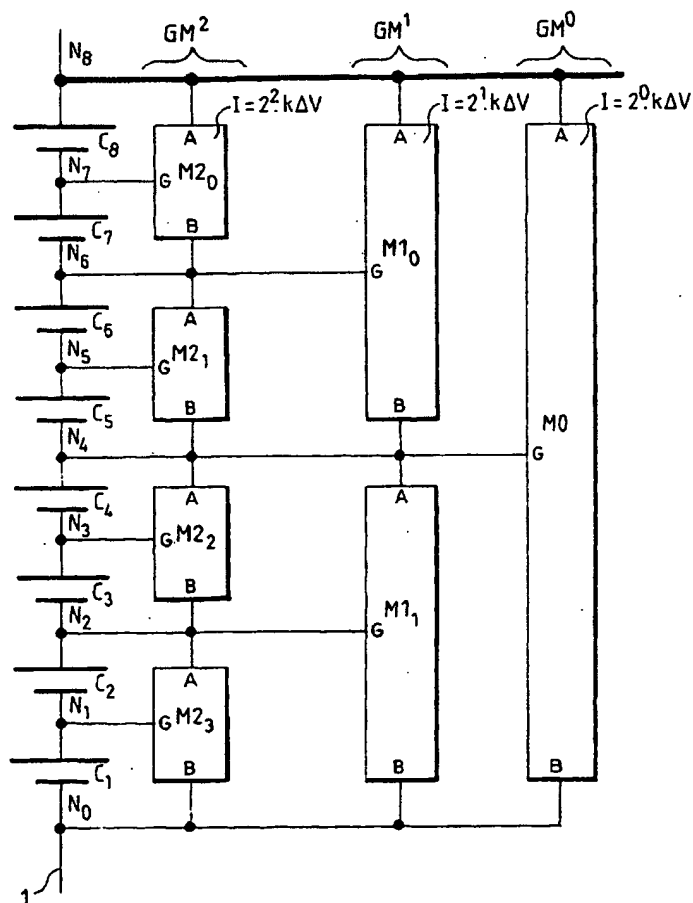 GM² GM¹ GM⁰
N₈
I = 2².kΔV I = 2¹.kΔV I = 2⁰.kΔV
A A A
C₈
N₇ G M2₀
C₇ B
N₆ M1₀
G
A
C₆
N₅ G M2₁
C₅ B B
N₄ M0
G
A A
C₄
N₃ G M2₂
C₃ B
N₂ M1₁
G
A
C₂
N₁ G M2₃
C₁ B B B
N₀
1